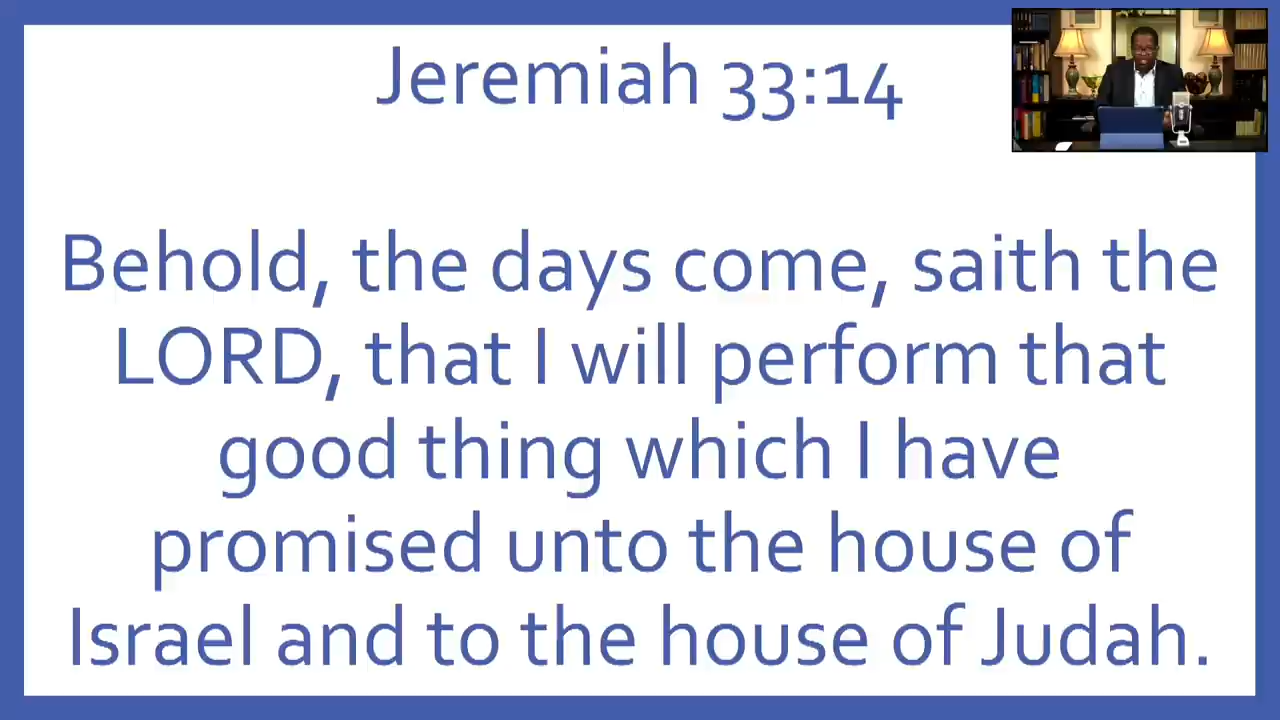 Jeremiah 33:14
Behold, the days come, saith the
LORD, that I will perform that
good thing which I have
promised unto the house of
Israel and to the house of Judah.